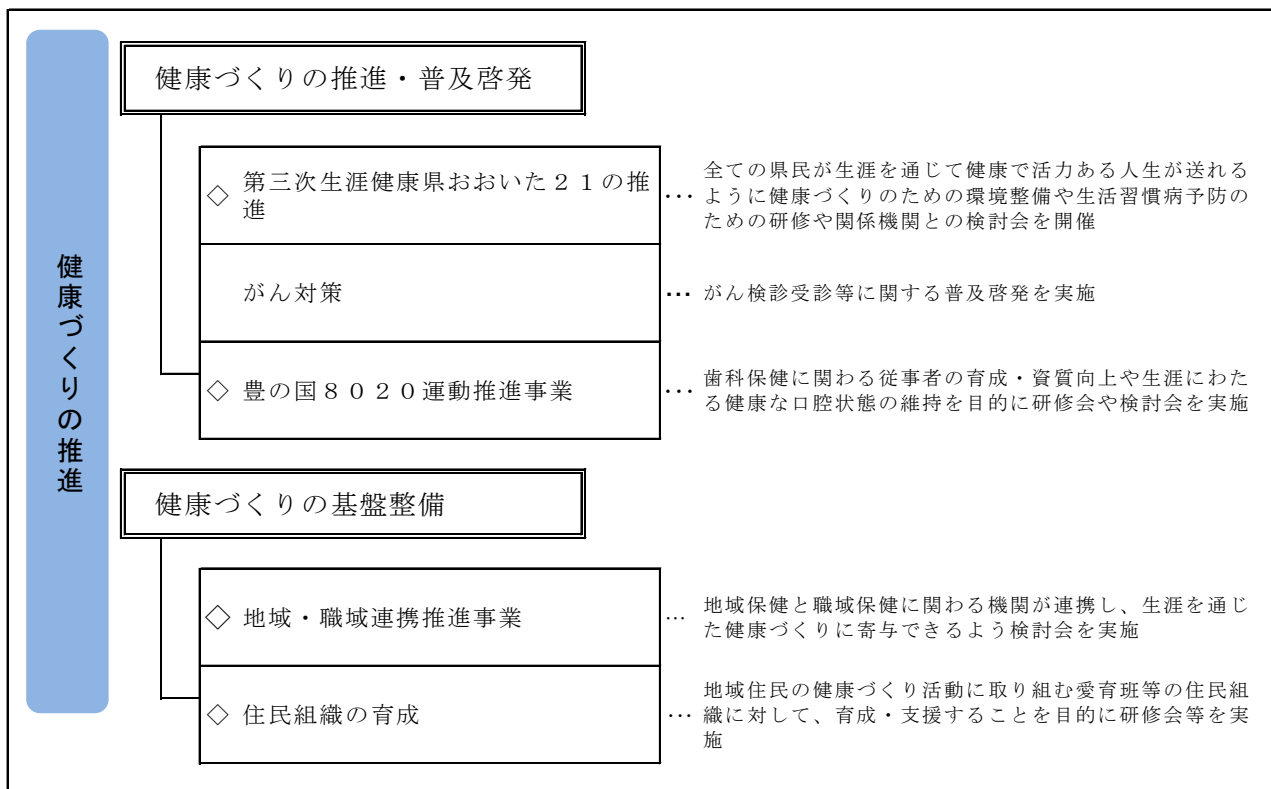 健康づくりの推進
健康づくりの推進・普及啓発
◇ 第三次生涯健康県おおいた２１の推
進
… 全ての県民が生涯を通じて健康で活力ある人生が送れる
ように健康づくりのための環境整備や生活習慣病予防の
ための研修や関係機関との検討会を開催
がん対策
… がん検診受診等に関する普及啓発を実施
◇ 豊の国８０２０運動推進事業
… 歯科保健に関わる従事者の育成・資質向上や生涯にわた
る健康な口腔状態の維持を目的に研修会や検討会を実施
健康づくりの基盤整備
◇ 地域・職域連携推進事業
… 地域保健と職域保健に関わる機関が連携し、生涯を通じ
た健康づくりに寄与できるよう検討会を実施
◇ 住民組織の育成
… 地域住民の健康づくり活動に取り組む愛育班等の住民組
織に対して、育成・支援することを目的に研修会等を実
施